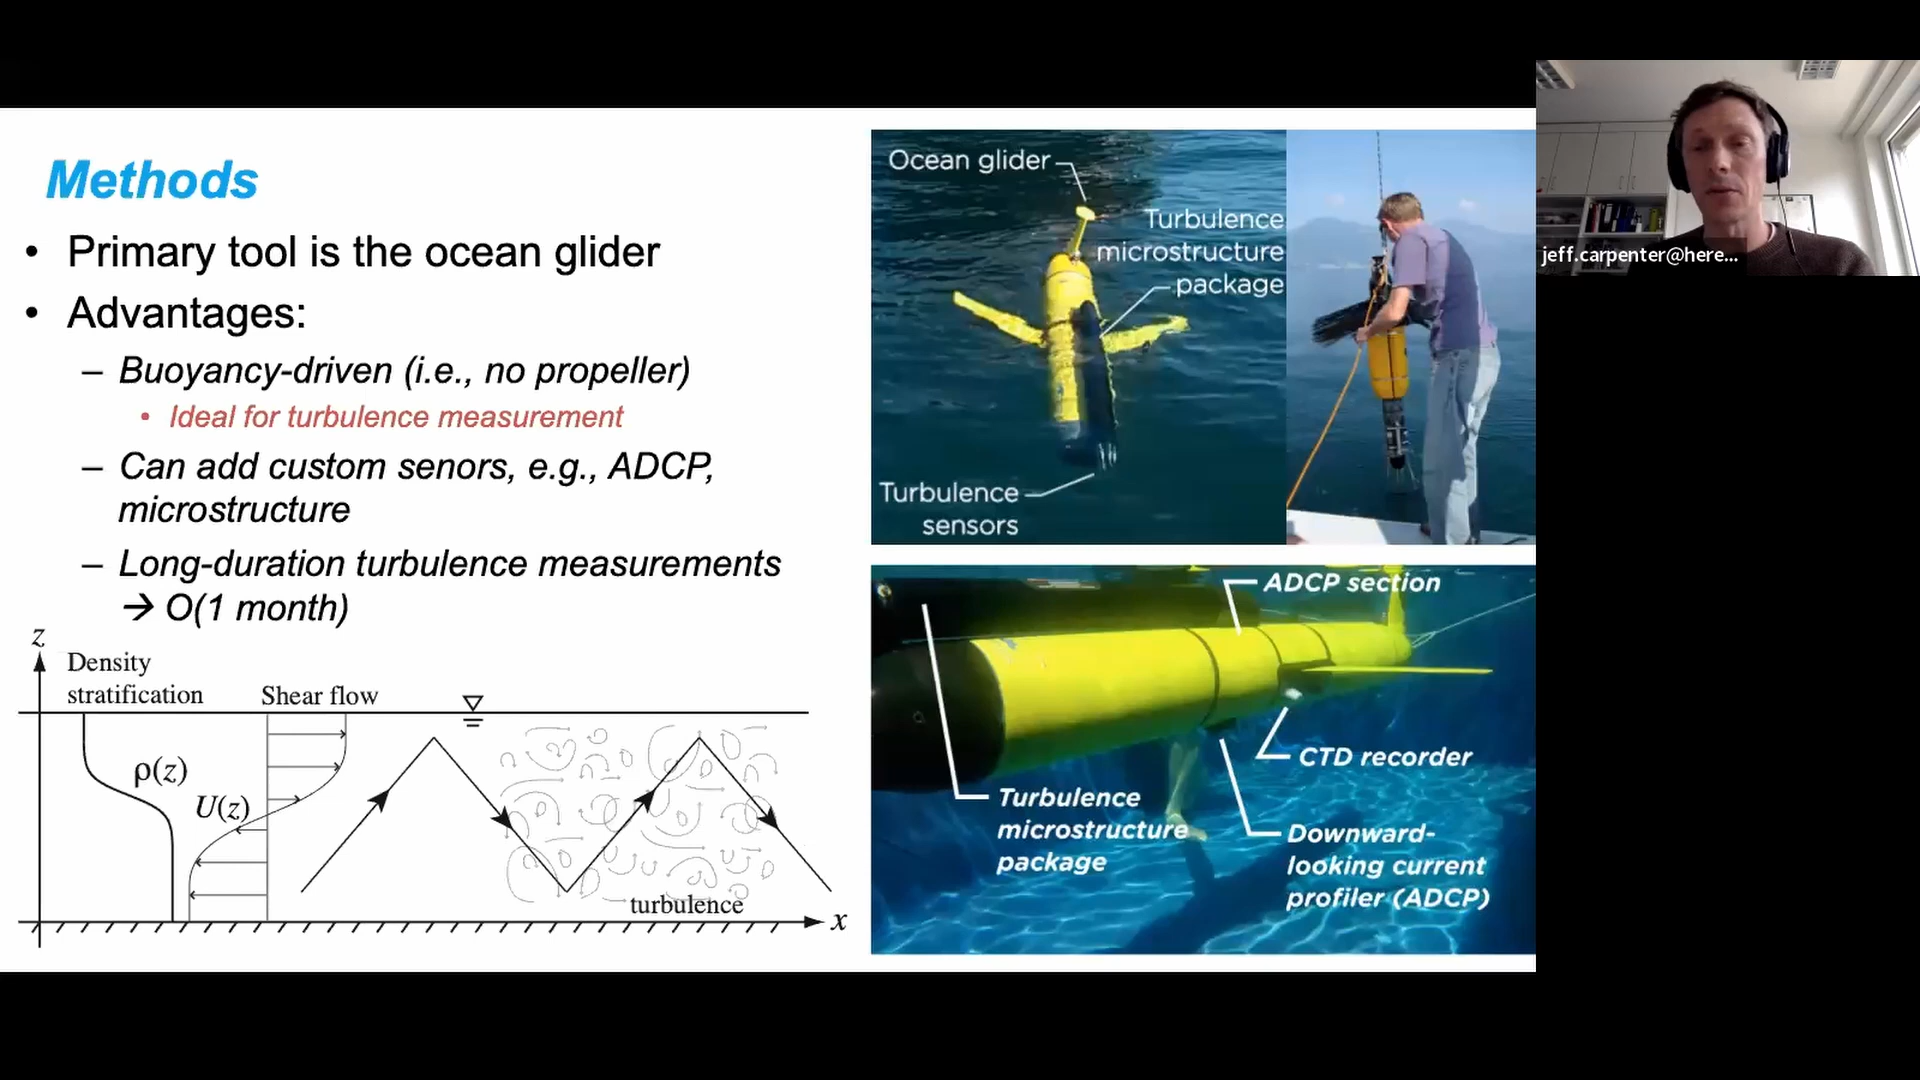 Methods
• Primary tool is the ocean glider
• Advantages:
– Buoyancy-driven (i.e., no propeller)
• Ideal for turbulence measurement
– Can add custom senors, e.g., ADCP,
microstructure
– Long-duration turbulence measurements
→ O(1 month)
z
Density
stratification
Shear flow
ρ(z)
U(z)
turbulence
x
Ocean glider
Turbulence
microstructure
package
Turbulence
sensors
ADCP section
CTD recorder
Turbulence
microstructure
package
Downward-
looking current
profiler (ADCP)
jeff.carpenter@here...